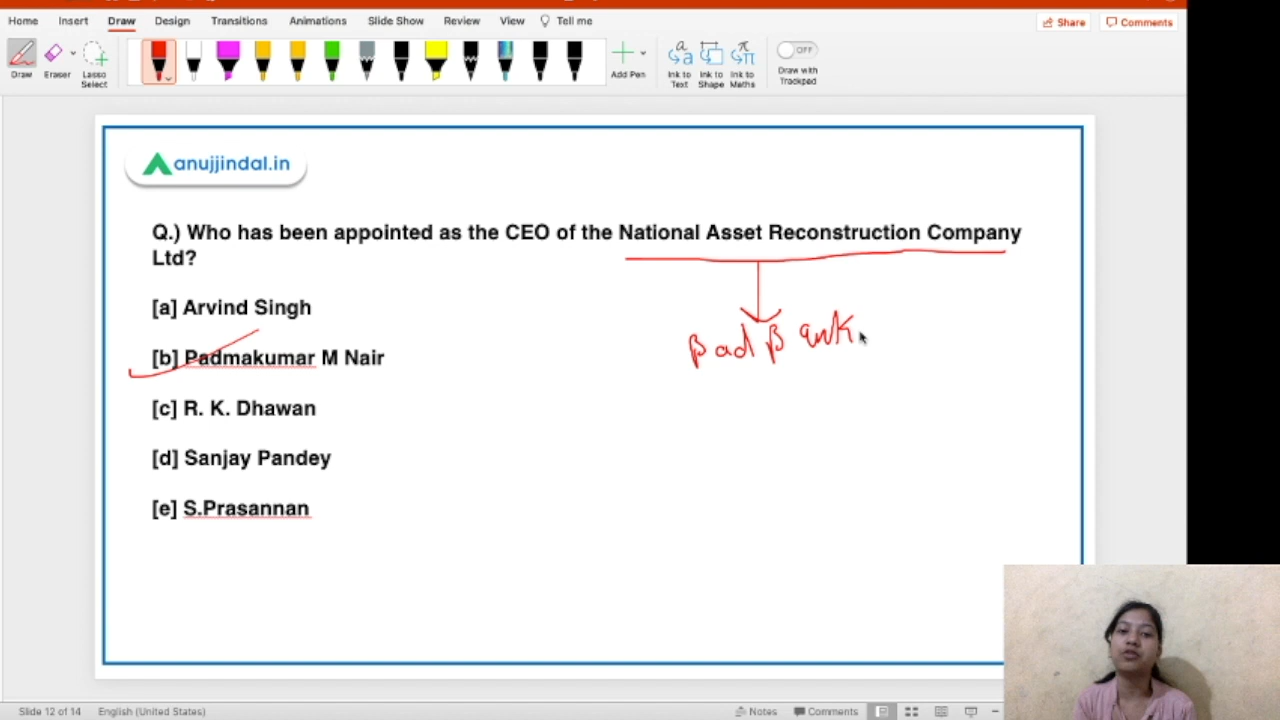 Home Insert Draw Design Transitions Animations Slide Show Review View Tell me Share Comments
Draw Eraser Lasso Select Add Pen Ink to Text Ink to Shape Ink to Maths OFF Draw with Trackpad
anujjindal.in
Q.) Who has been appointed as the CEO of the National Asset Reconstruction Company
Ltd?
[a] Arvind Singh
Bad Bank
[b] Padmakumar M Nair
[c] R. K. Dhawan
[d] Sanjay Pandey
[e] S.Prasannan
Slide 12 of 14 English (United States) Notes Comments